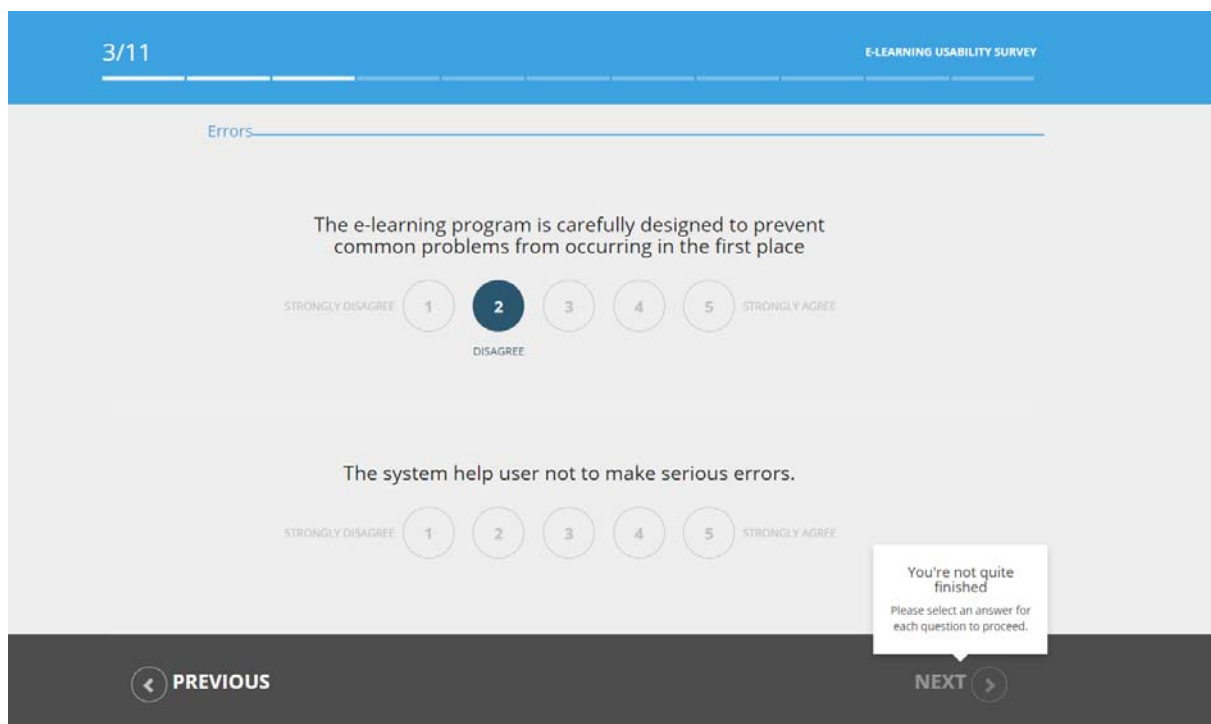 3/11
E-LEARNING USABILITY SURVEY
Errors
The e-learning program is carefully designed to prevent
common problems from occurring in the first place
STRONGLY DISAGREE 1 2 3 4 5 STRONGLY AGREE
DISAGREE
The system help user not to make serious errors.
STRONGLY DISAGREE 1 2 3 4 5 STRONGLY AGREE
You're not quite
finished
Please select an answer for
each question to proceed.
PREVIOUS
NEXT